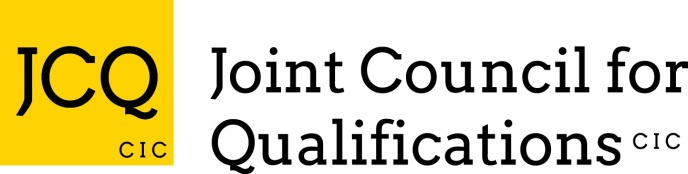 JCQ
CIC
Joint Council for
Qualifications CIC